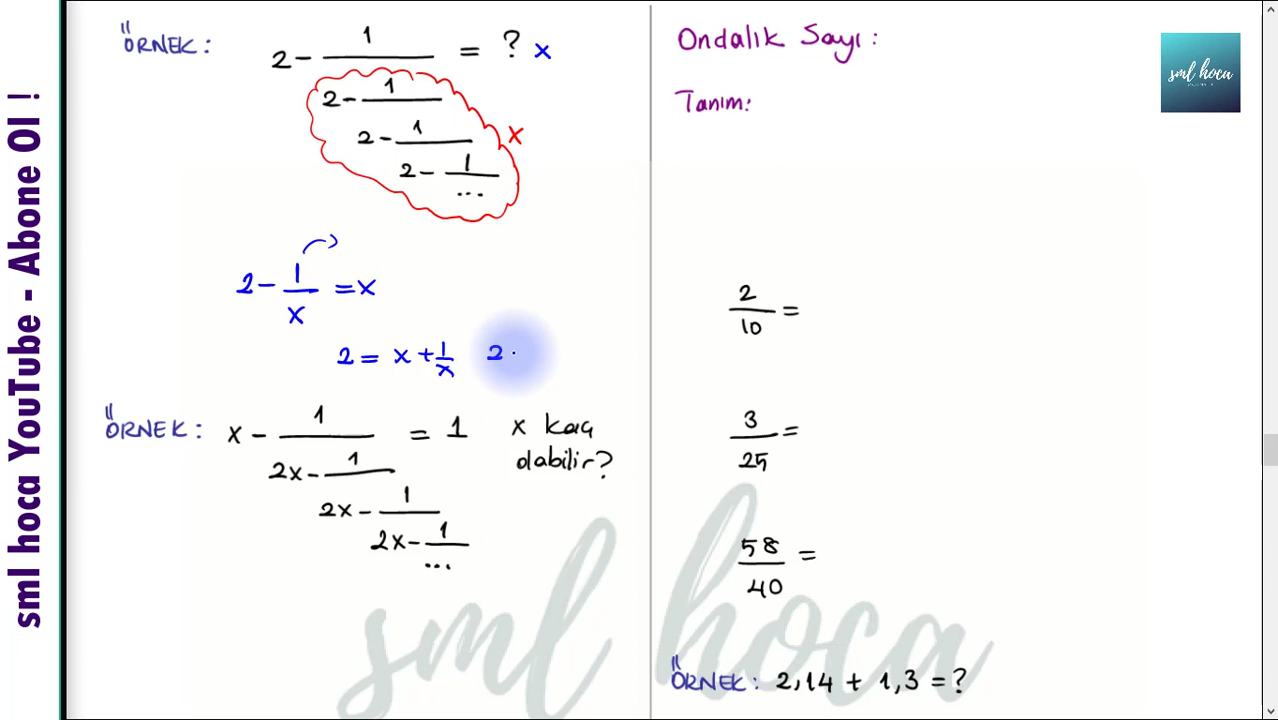 sml hoca YouTube - Abone Ol !
ÖRNEK:
2 - 1 = ? x
2 - 1
2 - 1 x
2 - 1
...
2 - 1 = x
x
2 = x + 1/x 2 .
ÖRNEK: x - 1 = 1 x kaç
2x - 1 olabilir?
2x - 1
2x - 1
...
Ondalık Sayı:
Tanım:
2
10 =
3
25 =
58
40 =
ÖRNEK: 2,14 + 1,3 = ?
sml hoca
sml hoca